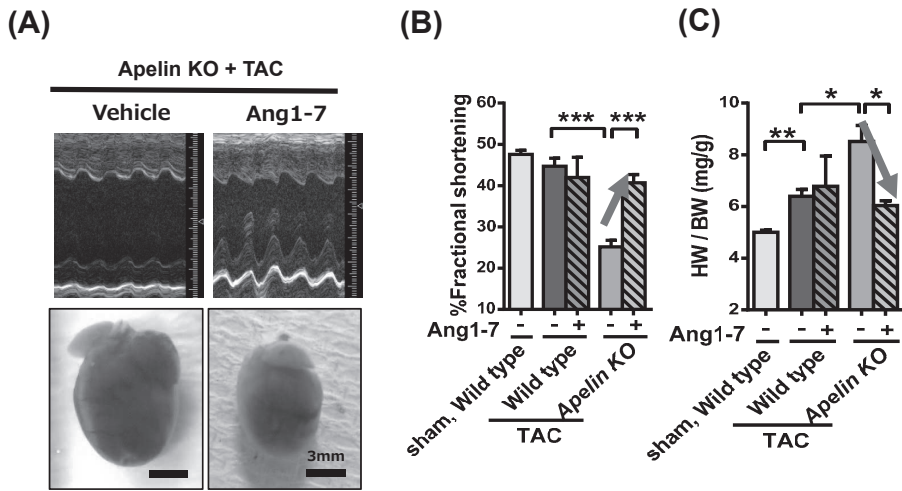 (A)
Apelin KO + TAC
Vehicle
Ang1-7
3mm
(B)
%Fractional shortening
60
50
40
30
20
10
***
***
Ang1-7
-
-
+
-
+
sham, Wild type
Wild type
Apelin KO
TAC
(C)
HW / BW (mg/g)
10
8
6
4
2
**
*
*
Ang1-7
-
-
+
-
+
sham, Wild type
Wild type
Apelin KO
TAC